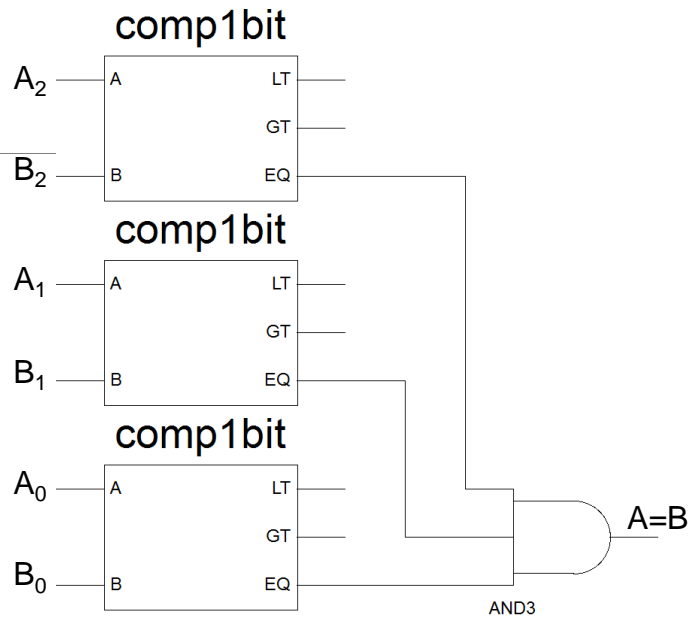 comp1bit
A₂ A LT
GT
B₂ B EQ
comp1bit
A₁ A LT
GT
B₁ B EQ
comp1bit
A₀ A LT
GT A=B
B₀ B EQ
AND3